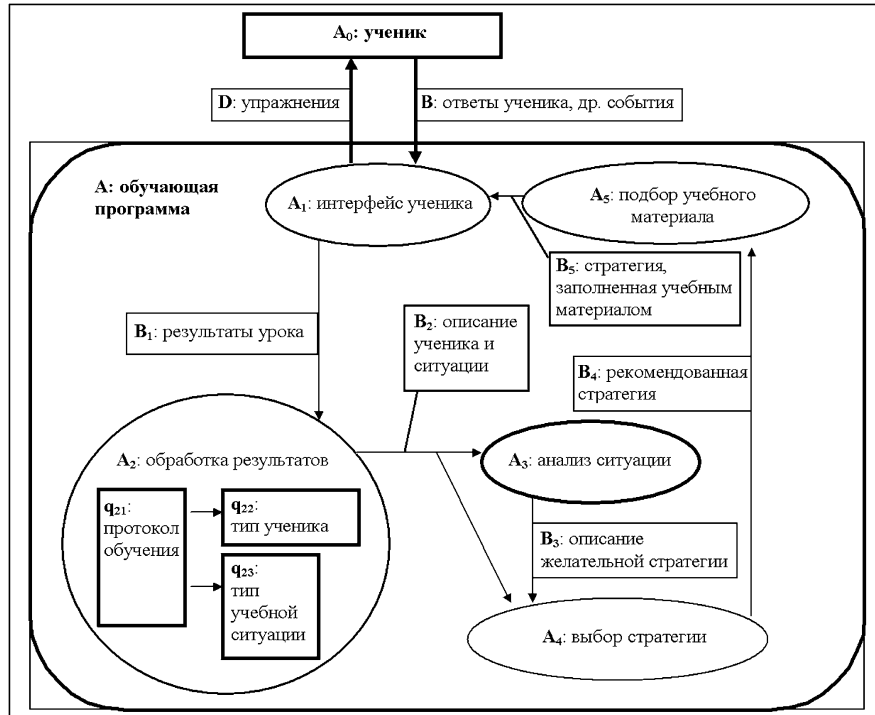 A₀: ученик
D: упражнения
B: ответы ученика, др. события
A: обучающая
программа
A₁: интерфейс ученика
A₅: подбор учебного
материала
B₅: стратегия,
заполненная учебным
материалом
B₁: результаты урока
B₂: описание
ученика и
ситуации
B₄: рекомендованная
стратегия
A₂: обработка результатов
A₃: анализ ситуации
q₂₁:
протокол
обучения
q₂₂:
тип ученика
q₂₃:
тип
учебной
ситуации
B₃: описание
желательной стратегии
A₄: выбор стратегии